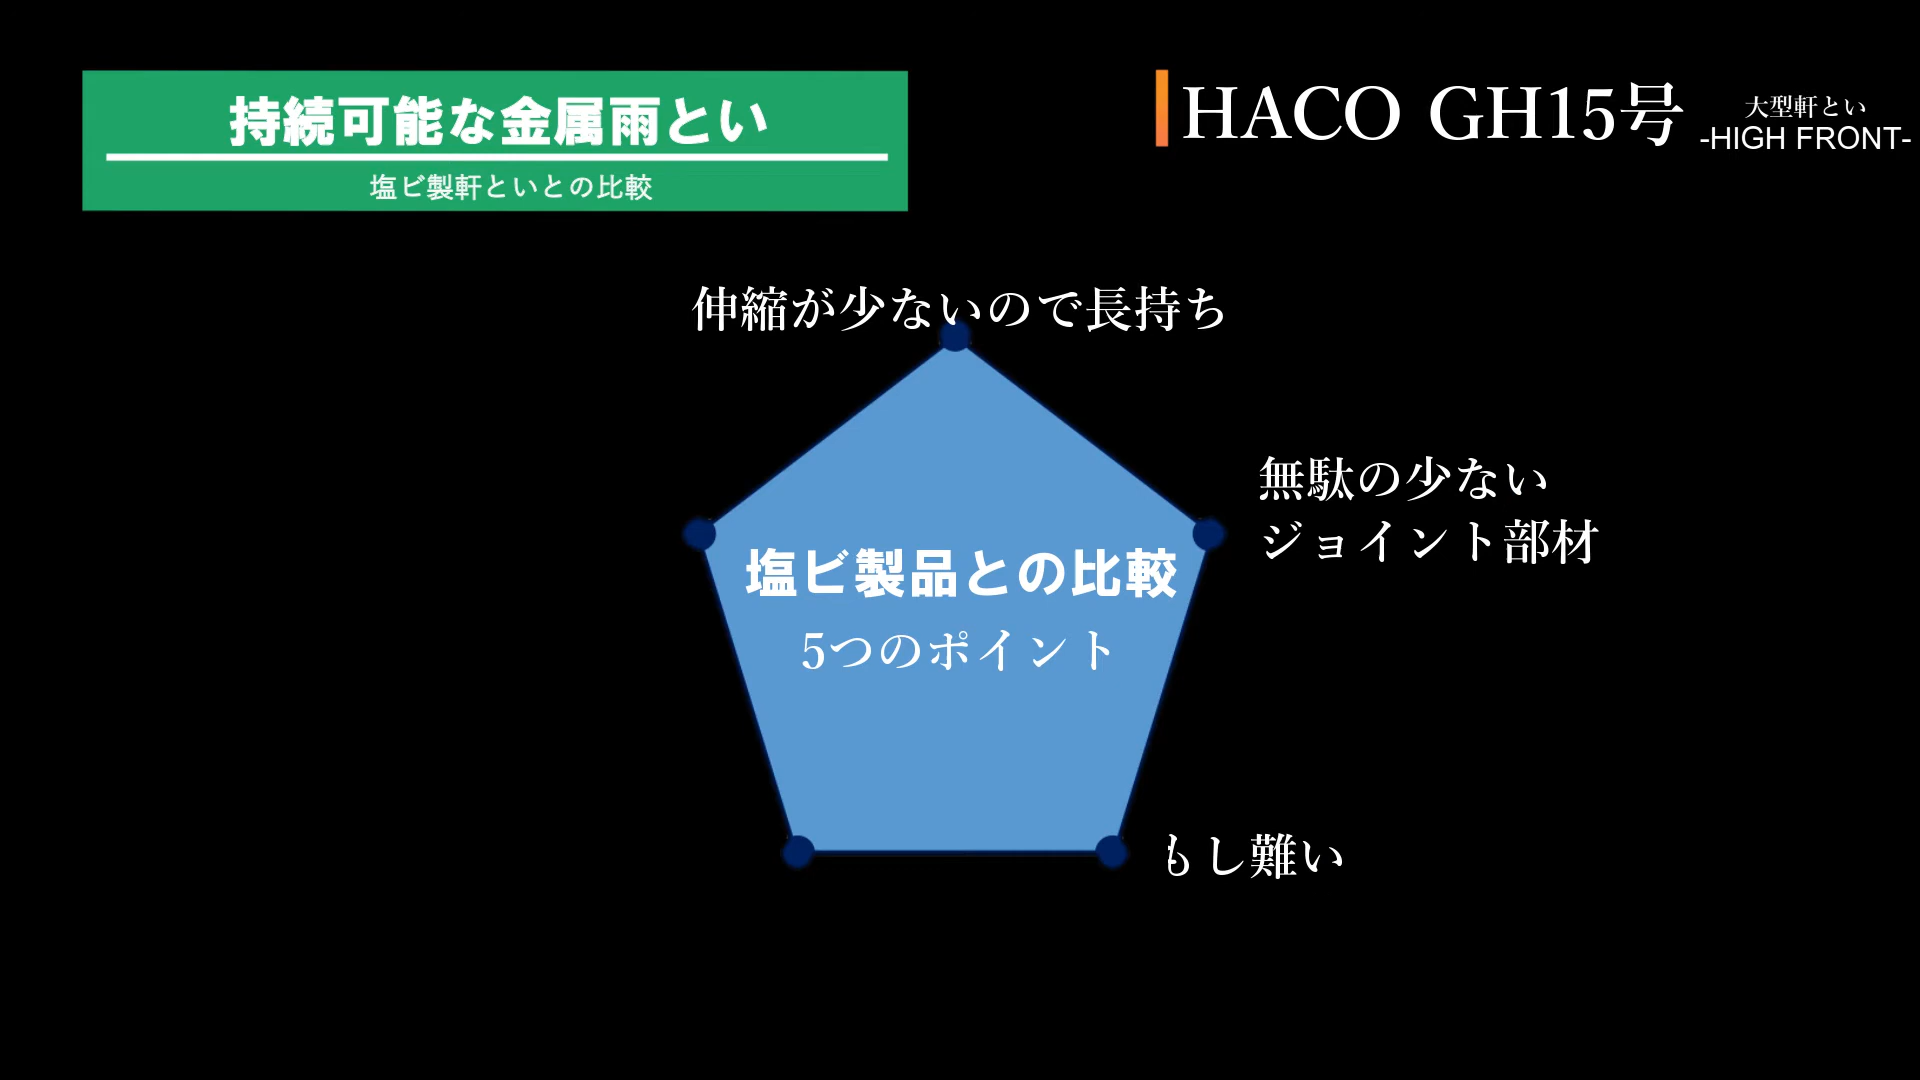 持続可能な金属雨とい
塩ビ製軒といとの比較
HACO GH15号
大型軒とい
-HIGH FRONT-
伸縮が少ないので長持ち
無駄の少ない
ジョイント部材
塩ビ製品との比較
5つのポイント
もし難い